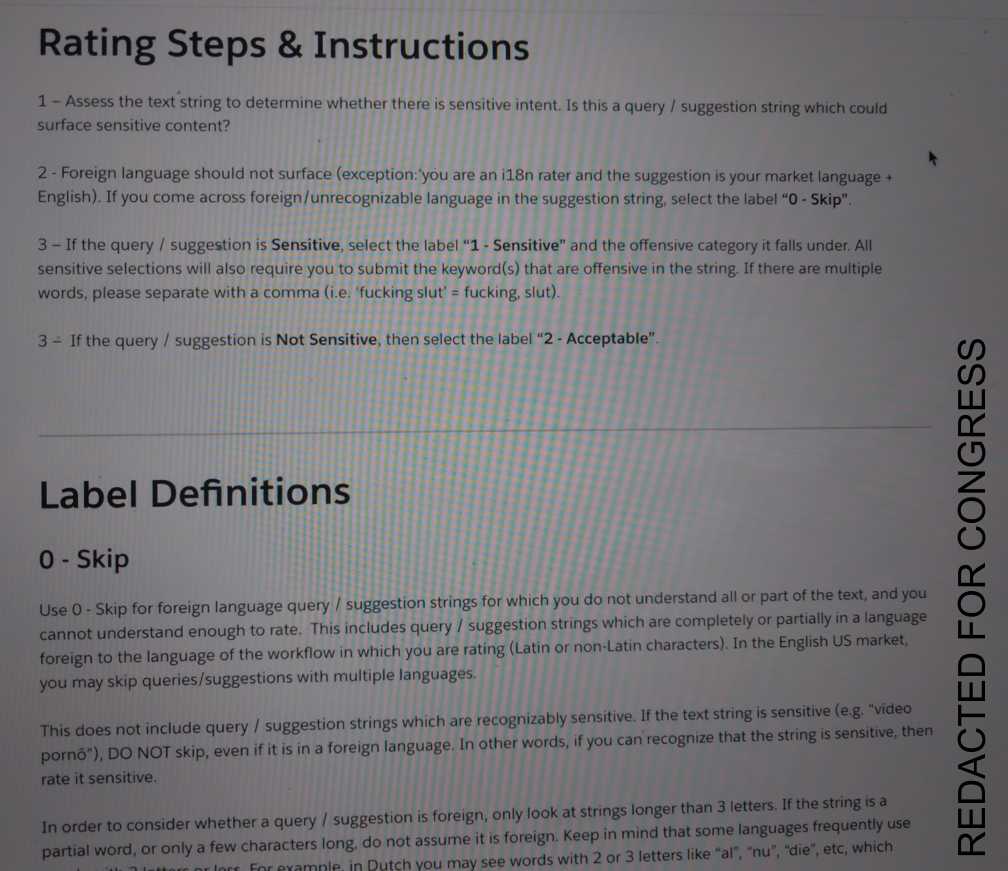 Rating Steps & Instructions
1 – Assess the text string to determine whether there is sensitive intent. Is this a query / suggestion string which could
surface sensitive content?
2 - Foreign language should not surface (exception: you are an i18n rater and the suggestion is your market language +
English). If you come across foreign/unrecognizable language in the suggestion string, select the label “0 - Skip”.
3 – If the query / suggestion is Sensitive, select the label “1 - Sensitive” and the offensive category it falls under. All
sensitive selections will also require you to submit the keyword(s) that are offensive in the string. If there are multiple
words, please separate with a comma (i.e. ‘fucking slut’ = fucking, slut).
3 – If the query / suggestion is Not Sensitive, then select the label “2 - Acceptable”.
Label Definitions
0 - Skip
Use 0 - Skip for foreign language query / suggestion strings for which you do not understand all or part of the text, and you
cannot understand enough to rate. This includes query / suggestion strings which are completely or partially in a language
foreign to the language of the workflow in which you are rating (Latin or non-Latin characters). In the English US market,
you may skip queries/suggestions with multiple languages.
This does not include query / suggestion strings which are recognizably sensitive. If the text string is sensitive (e.g. “video
pornô”), DO NOT skip, even if it is in a foreign language. In other words, if you can recognize that the string is sensitive, then
rate it sensitive.
In order to consider whether a query / suggestion is foreign, only look at strings longer than 3 letters. If the string is a
partial word, or only a few characters long, do not assume it is foreign. Keep in mind that some languages frequently use
letters or less. For example, in Dutch you may see words with 2 or 3 letters like “al”, “nu”, “die”, etc, which
REDACTED FOR CONGRESS